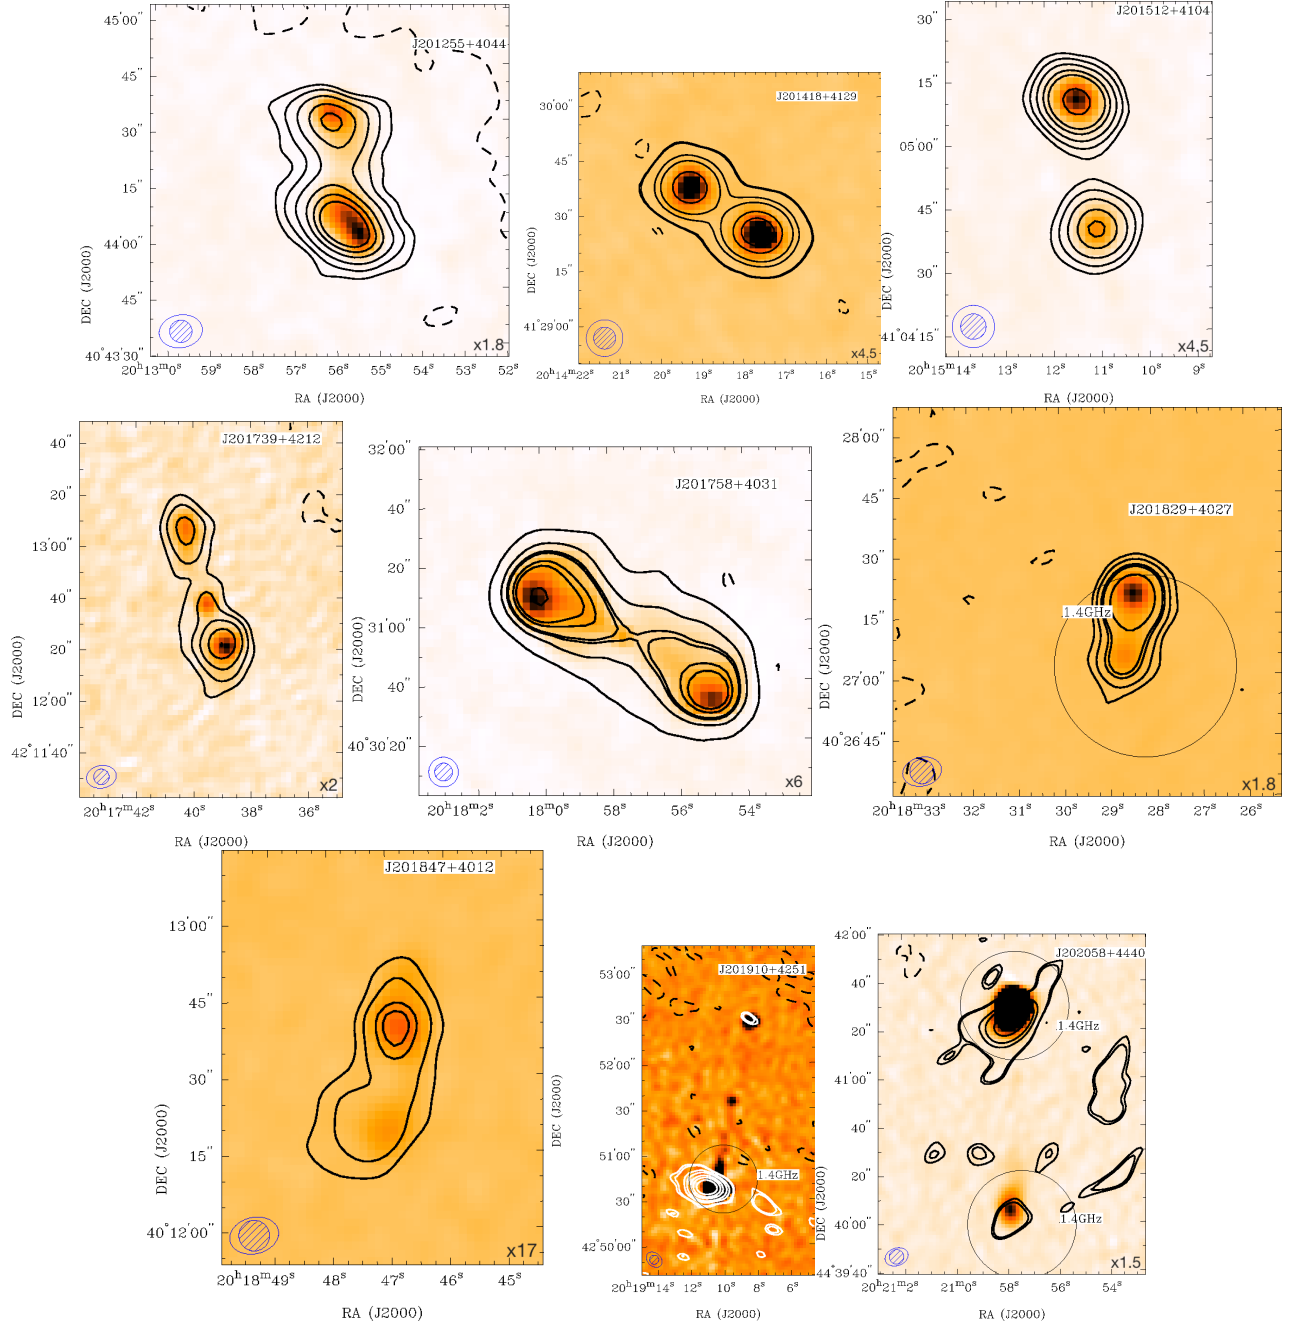 J201255+4044
45'00"
45"
30"
15"
44'00"
45"
40°43'30"
DEC (J2000)
x1.8
20ʰ13ᵐ0ˢ 59ˢ 58ˢ 57ˢ 56ˢ 55ˢ 54ˢ 53ˢ 52ˢ
RA (J2000)
J201418+4129
30'00"
45"
30"
15"
41°29'00"
DEC (J2000)
x4.5
20ʰ14ᵐ22ˢ 21ˢ 20ˢ 19ˢ 18ˢ 17ˢ 16ˢ 15ˢ
RA (J2000)
J201512+4104
30"
15"
05'00"
45"
30"
41°04'15"
DEC (J2000)
x4.5
20ʰ15ᵐ14ˢ 13ˢ 12ˢ 11ˢ 10ˢ 9ˢ
RA (J2000)
J201739+4212
40"
20"
13'00"
40"
20"
12'00"
42°11'40"
DEC (J2000)
x2
20ʰ17ᵐ42ˢ 40ˢ 38ˢ 36ˢ
RA (J2000)
J201758+4031
32'00"
40"
20"
31'00"
40"
40°30'20"
DEC (J2000)
x6
20ʰ18ᵐ2ˢ 18ᵐ0ˢ 58ˢ 56ˢ 54ˢ
RA (J2000)
J201829+4027
28'00"
45"
30"
15"
27'00"
40°26'45"
DEC (J2000)
1.4GHz
x1.8
20ʰ18ᵐ33ˢ 31ˢ 30ˢ 29ˢ 28ˢ 27ˢ 26ˢ
RA (J2000)
J201847+4012
13'00"
45"
30"
15"
40°12'00"
DEC (J2000)
x17
20ʰ18ᵐ49ˢ 48ˢ 47ˢ 46ˢ 45ˢ
RA (J2000)
J201910+4251
53'00"
30"
52'00"
30"
51'00"
30"
42°50'00"
DEC (J2000)
1.4GHz
20ʰ19ᵐ14ˢ 12ˢ 10ˢ 8ˢ 6ˢ
RA (J2000)
J202058+4440
42'00"
40"
20"
41'00"
40"
20"
40'00"
44°39'40"
DEC (J2000)
1.4GHz
1.4GHz
x1.5
20ʰ21ᵐ2ˢ 0ˢ 58ˢ 56ˢ 54ˢ
RA (J2000)